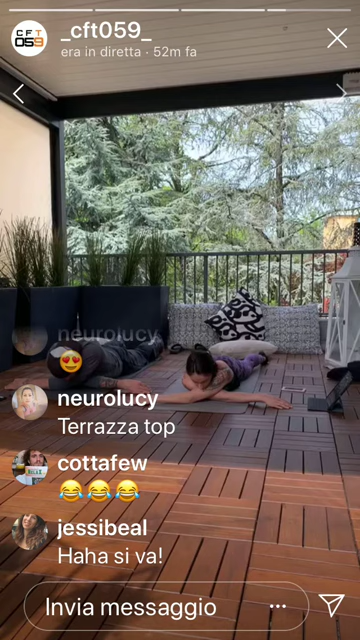 CFT
059
_cft059_
era in diretta · 52m fa
neurolucy
😍
neurolucy
Terrazza top
cottafew
😂😂😂
jessibeal
Haha si va!
Invia messaggio